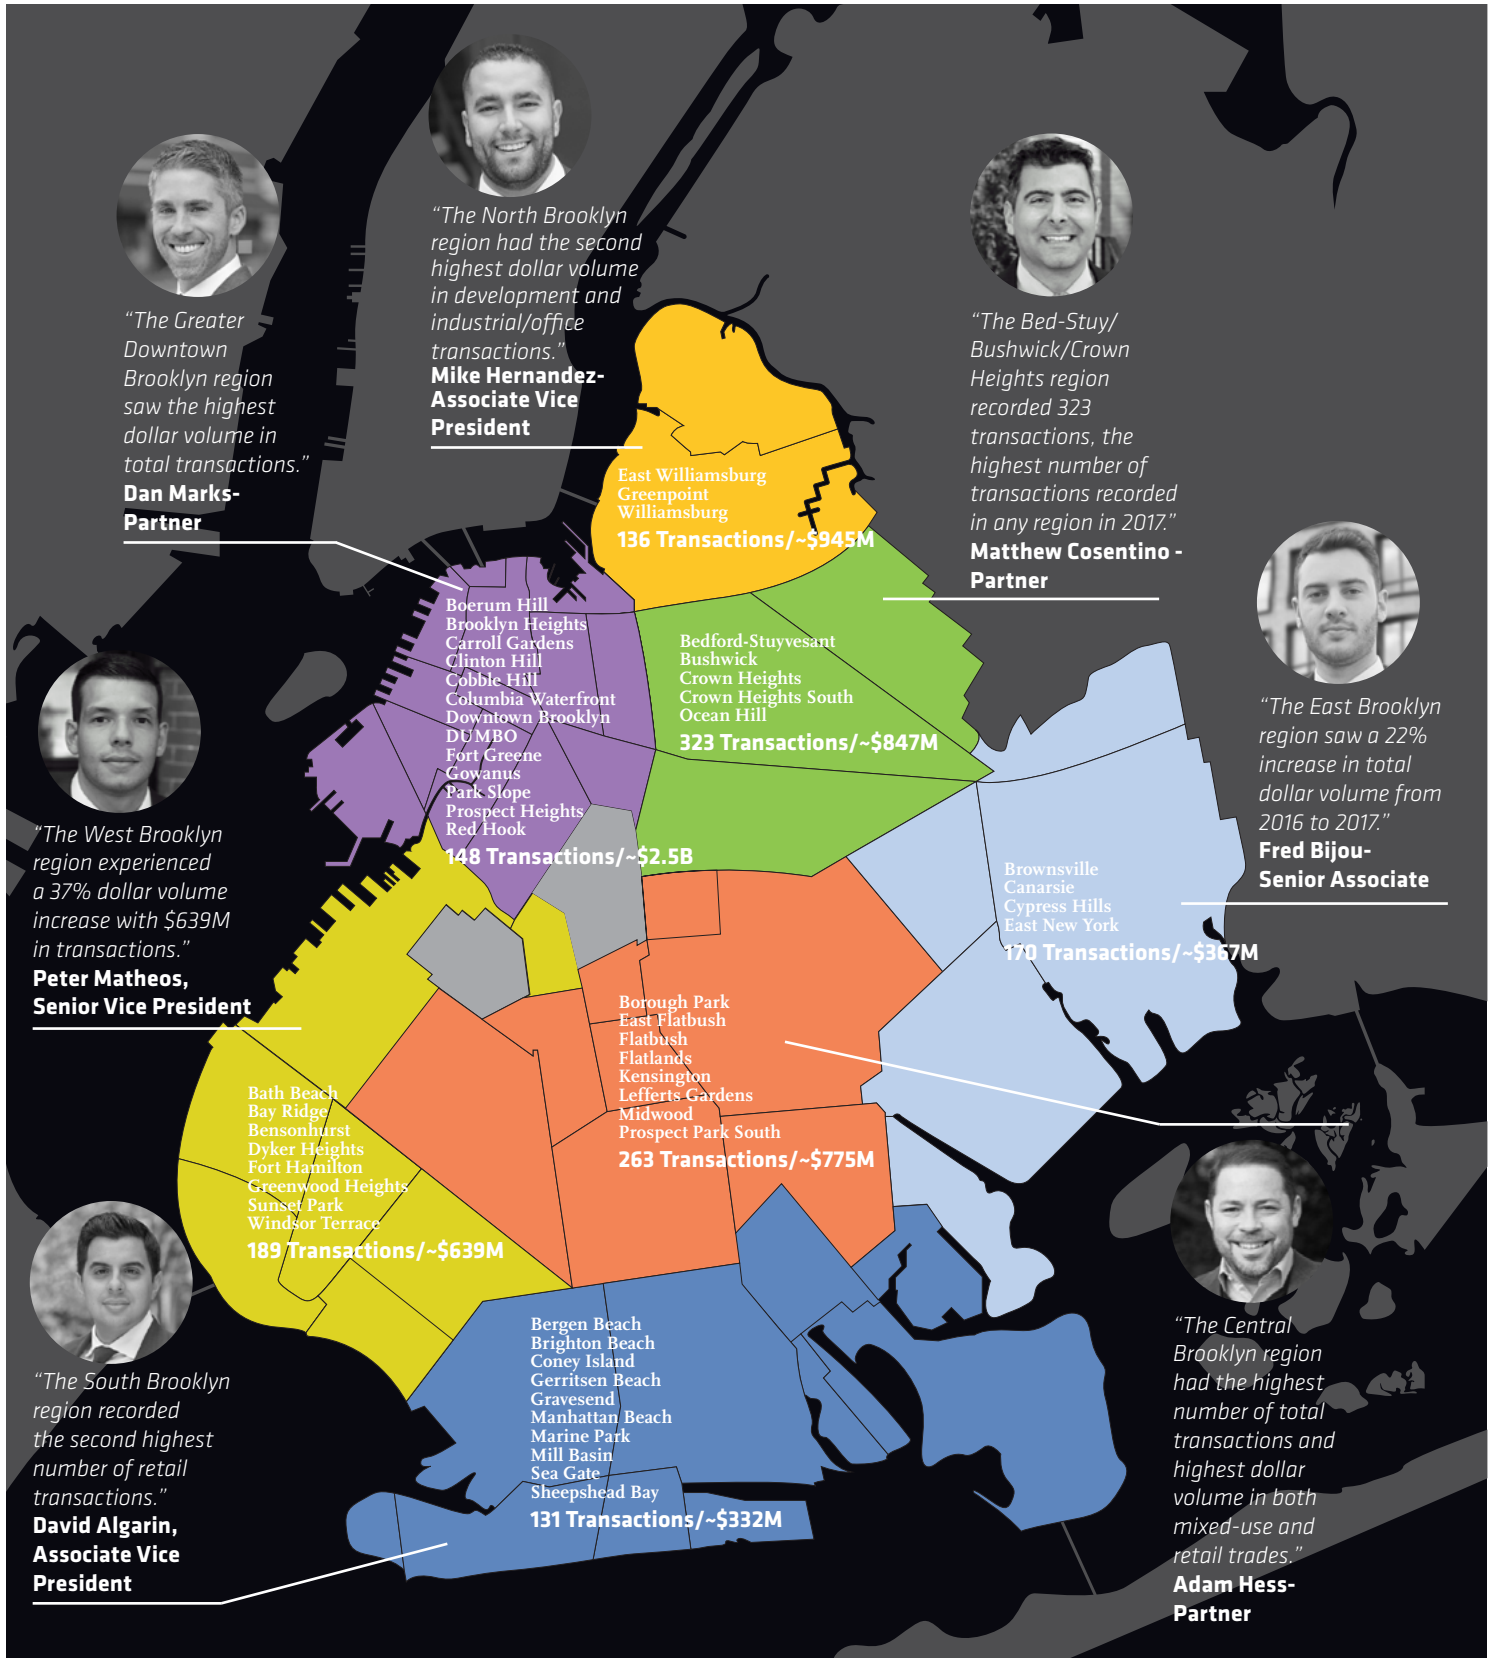 “The North Brooklyn
region had the second
highest dollar volume
in development and
industrial/office
transactions.”
Mike Hernandez-
Associate Vice
President
“The Greater
Downtown
Brooklyn region
saw the highest
dollar volume in
total transactions.”
Dan Marks-
Partner
“The Bed-Stuy/
Bushwick/Crown
Heights region
recorded 323
transactions, the
highest number of
transactions recorded
in any region in 2017.”
Matthew Cosentino -
Partner
East Williamsburg
Greenpoint
Williamsburg
136 Transactions/~$945M
Boerum Hill
Brooklyn Heights
Carroll Gardens
Clinton Hill
Cobble Hill
Columbia Waterfront
Downtown Brooklyn
DUMBO
Fort Greene
Gowanus
Park Slope
Prospect Heights
Red Hook
148 Transactions/~$2.5B
Bedford-Stuyvesant
Bushwick
Crown Heights
Crown Heights South
Ocean Hill
323 Transactions/~$847M
“The East Brooklyn
region saw a 22%
increase in total
dollar volume from
2016 to 2017.”
Fred Bijou-
Senior Associate
“The West Brooklyn
region experienced
a 37% dollar volume
increase with $639M
in transactions.”
Peter Matheos,
Senior Vice President
Brownsville
Canarsie
Cypress Hills
East New York
170 Transactions/~$367M
Borough Park
East Flatbush
Flatbush
Flatlands
Kensington
Lefferts Gardens
Midwood
Prospect Park South
263 Transactions/~$775M
Bath Beach
Bay Ridge
Bensonhurst
Dyker Heights
Fort Hamilton
Greenwood Heights
Sunset Park
Windsor Terrace
189 Transactions/~$639M
Bergen Beach
Brighton Beach
Coney Island
Gerritsen Beach
Gravesend
Manhattan Beach
Marine Park
Mill Basin
Sea Gate
Sheepshead Bay
131 Transactions/~$332M
“The South Brooklyn
region recorded
the second highest
number of retail
transactions.”
David Algarin,
Associate Vice
President
“The Central
Brooklyn region
had the highest
number of total
transactions and
highest dollar
volume in both
mixed-use and
retail trades.”
Adam Hess-
Partner